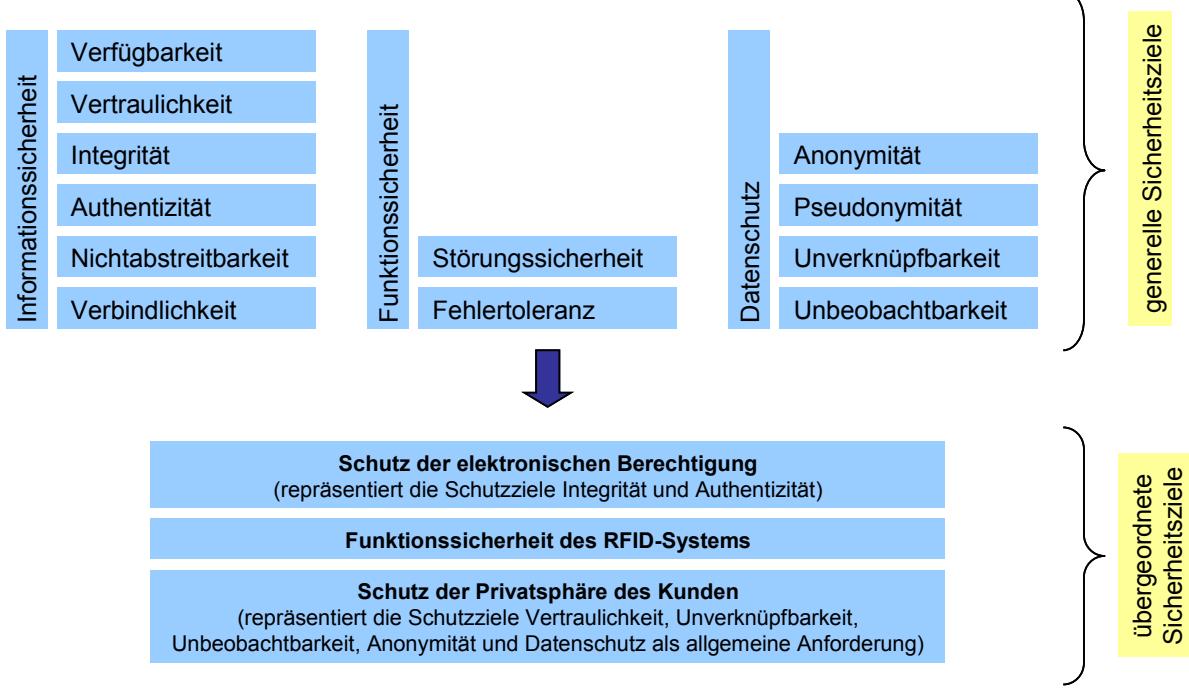 Informationssicherheit
Verfügbarkeit
Vertraulichkeit
Integrität
Authentizität
Nichtabstreitbarkeit
Verbindlichkeit
Funktionssicherheit
Störungssicherheit
Fehlertoleranz
Datenschutz
Anonymität
Pseudonymität
Unverknüpfbarkeit
Unbeobachtbarkeit
generelle Sicherheitsziele
Schutz der elektronischen Berechtigung
(repräsentiert die Schutzziele Integrität und Authentizität)
Funktionssicherheit des RFID-Systems
Schutz der Privatsphäre des Kunden
(repräsentiert die Schutzziele Vertraulichkeit, Unverknüpfbarkeit,
Unbeobachtbarkeit, Anonymität und Datenschutz als allgemeine Anforderung)
übergeordnete
Sicherheitsziele